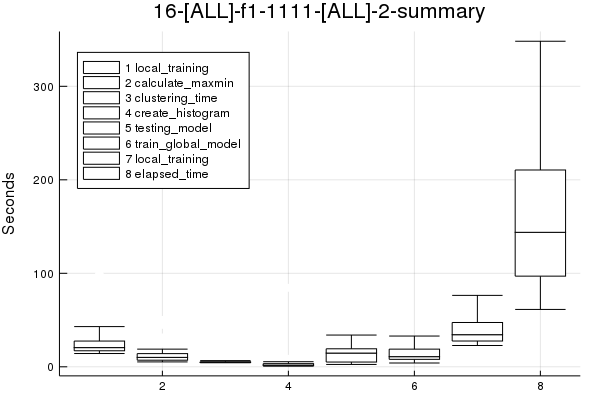 16-[ALL]-f1-1111-[ALL]-2-summary
Seconds
300
200
100
0
1 local_training
2 calculate_maxmin
3 clustering_time
4 create_histogram
5 testing_model
6 train_global_model
7 local_training
8 elapsed_time
2 4 6 8